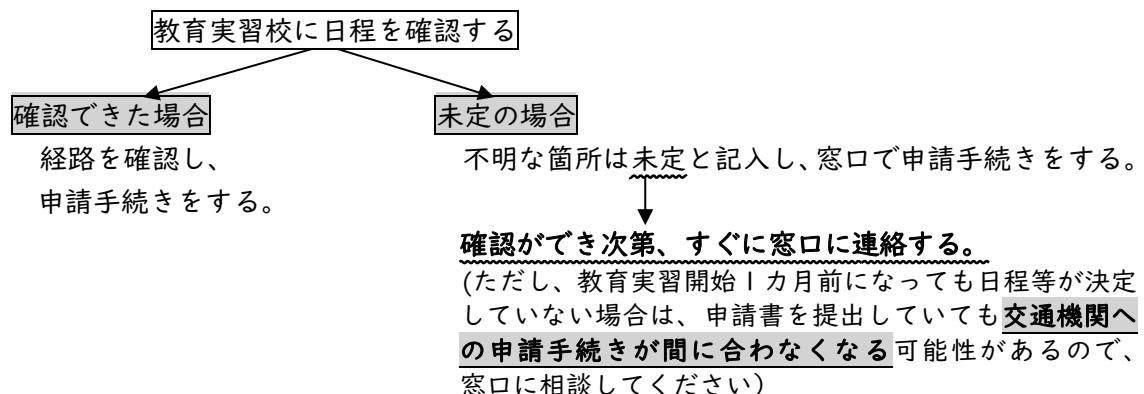 教育実習校に日程を確認する
確認できた場合
経路を確認し、
申請手続きをする。
未定の場合
不明な箇所は未定と記入し、窓口で申請手続きをする。
確認ができ次第、すぐに窓口に連絡する。
(ただし、教育実習開始1カ月前になっても日程等が決定
していない場合は、申請書を提出していても交通機関へ
の申請手続きが間に合わなくなる可能性があるので、
窓口に相談してください)